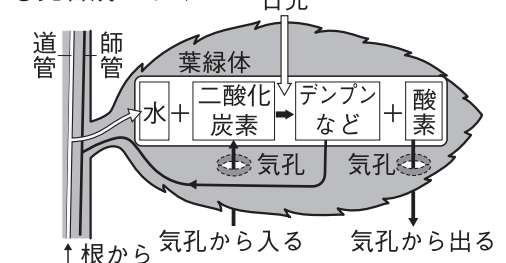 日光
道管
師管
葉緑体
水+二酸化炭素
デンプンなど
+
酸素
気孔
気孔
↑根から
気孔から入る
気孔から出る